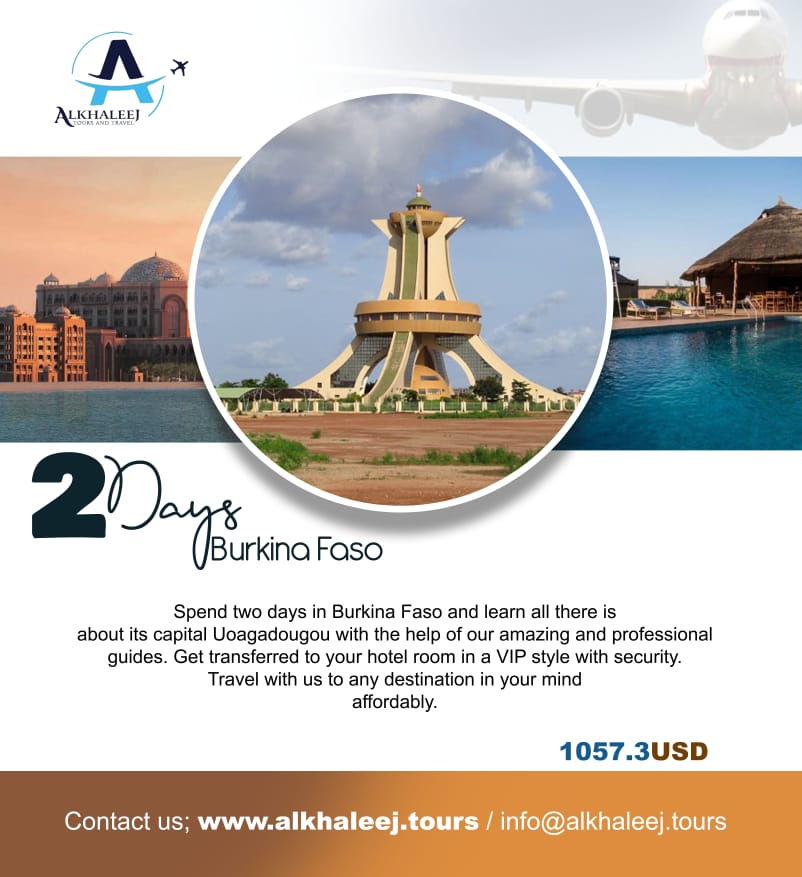 ALKHALEEJ
TOURS AND TRAVEL
2 Days
Burkina Faso
Spend two days in Burkina Faso and learn all there is
about its capital Uoagadougou with the help of our amazing and professional
guides. Get transferred to your hotel room in a VIP style with security.
Travel with us to any destination in your mind
affordably.
1057.3USD
Contact us; www.alkhaleej.tours / info@alkhaleej.tours